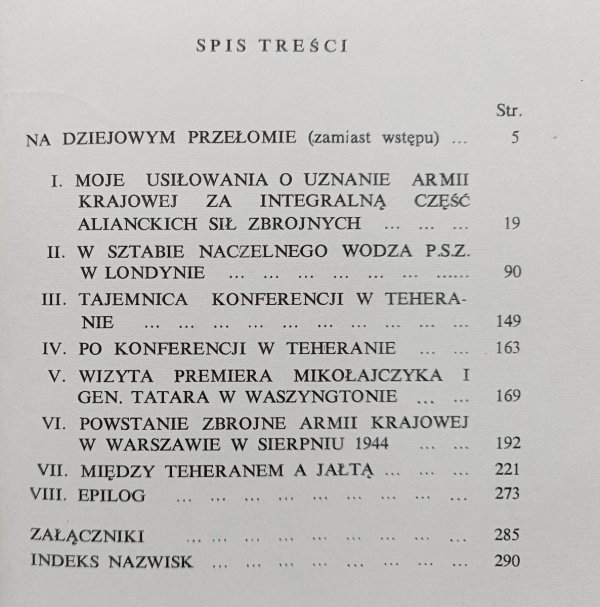 SPIS TREŚCI
Str.
NA DZIEJOWYM PRZEŁOMIE (zamiast wstępu) ... 5
I. MOJE USIŁOWANIA O UZNANIE ARMII
KRAJOWEJ ZA INTEGRALNĄ CZĘŚĆ
ALIANCKICH SIŁ ZBROJNYCH ... ... ... 19
II. W SZTABIE NACZELNEGO WODZA P.S.Z.
W LONDYNIE ... ... ... ... ... ... ...... 90
III. TAJEMNICA KONFERENCJI W TEHERA-
NIE ... ... ... ... ... ... ... ... ... ... 149
IV. PO KONFERENCJI W TEHERANIE ... ... 163
V. WIZYTA PREMIERA MIKOŁAJCZYKA I
GEN. TATARA W WASZYNGTONIE ... ... 169
VI. POWSTANIE ZBROJNE ARMII KRAJOWEJ
W WARSZAWIE W SIERPNIU 1944 ... ... 192
VII. MIĘDZY TEHERANEM A JAŁTĄ ... ... ... 221
VIII. EPILOG ... ... ... ... ... ... ... ... ... 273
ZAŁĄCZNIKI ... ... ... ... ... ... ... ... 285
INDEKS NAZWISK ... ... ... ... ... ... ... 290